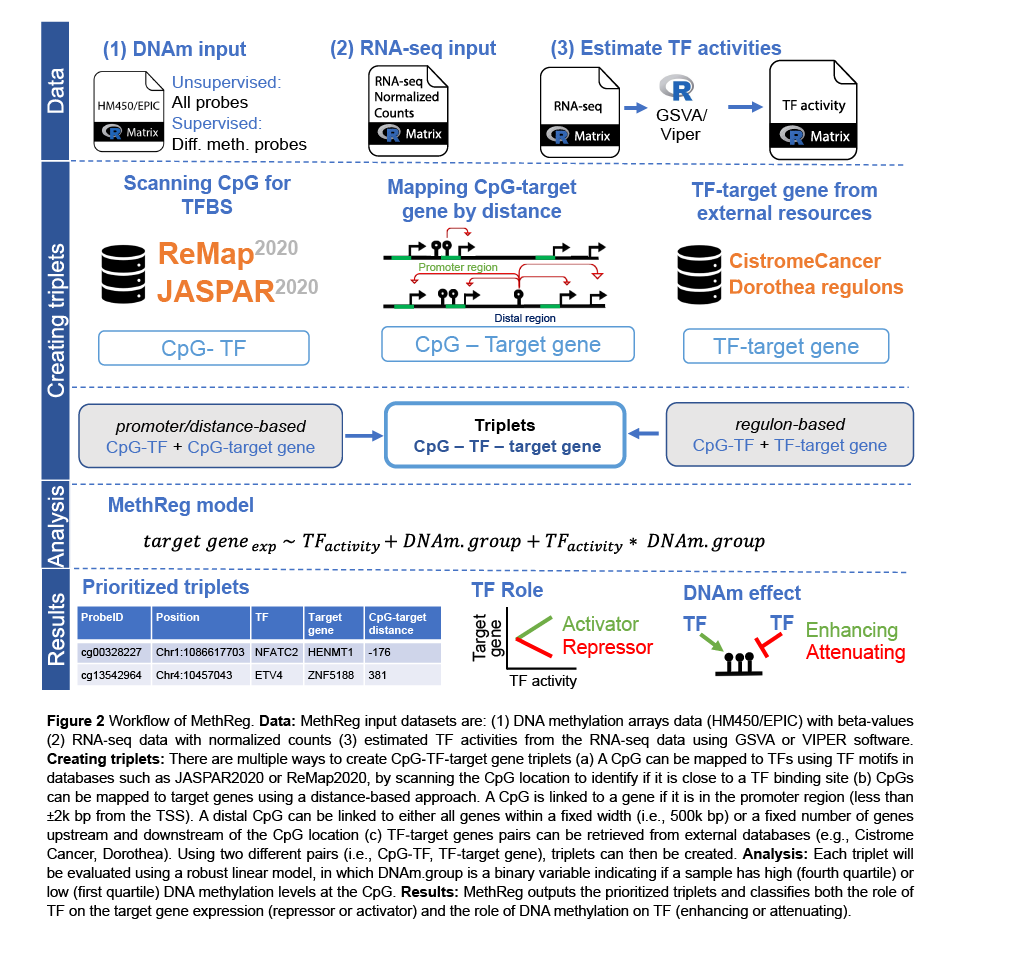 Data
(1) DNAm input
HM450/EPIC
R Matrix
Unsupervised:
All probes
Supervised:
Diff. meth. probes
(2) RNA-seq input
RNA-seq
Normalized
Counts
R Matrix
(3) Estimate TF activities
RNA-seq
R Matrix
R
GSVA/
Viper
TF activity
R Matrix
Creating triplets
Scanning CpG for
TFBS
ReMap2020
JASPAR2020
CpG- TF
Mapping CpG-target
gene by distance
Promoter region
Distal region
CpG – Target gene
TF-target gene from
external resources
CistromeCancer
Dorothea regulons
TF-target gene
promoter/distance-based
CpG-TF + CpG-target gene
Triplets
CpG – TF – target gene
regulon-based
CpG-TF + TF-target gene
Analysis
MethReg model
target gene exp ~ TFactivity + DNAm.group + TFactivity * DNAm.group
Results
Prioritized triplets
ProbeID Position TF Target gene CpG-target distance
cg00328227 Chr1:1086617703 NFATC2 HENMT1 -176
cg13542964 Chr4:10457043 ETV4 ZNF5188 381
TF Role
Target
gene
Activator
Repressor
TF activity
DNAm effect
TF TF
Enhancing
Attenuating
Figure 2 Workflow of MethReg. Data: MethReg input datasets are: (1) DNA methylation arrays data (HM450/EPIC) with beta-values
(2) RNA-seq data with normalized counts (3) estimated TF activities from the RNA-seq data using GSVA or VIPER software.
Creating triplets: There are multiple ways to create CpG-TF-target gene triplets (a) A CpG can be mapped to TFs using TF motifs in
databases such as JASPAR2020 or ReMap2020, by scanning the CpG location to identify if it is close to a TF binding site (b) CpGs
can be mapped to target genes using a distance-based approach. A CpG is linked to a gene if it is in the promoter region (less than
±2k bp from the TSS). A distal CpG can be linked to either all genes within a fixed width (i.e., 500k bp) or a fixed number of genes
upstream and downstream of the CpG location (c) TF-target genes pairs can be retrieved from external databases (e.g., Cistrome
Cancer, Dorothea). Using two different pairs (i.e., CpG-TF, TF-target gene), triplets can then be created. Analysis: Each triplet will
be evaluated using a robust linear model, in which DNAm.group is a binary variable indicating if a sample has high (fourth quartile) or
low (first quartile) DNA methylation levels at the CpG. Results: MethReg outputs the prioritized triplets and classifies both the role of
TF on the target gene expression (repressor or activator) and the role of DNA methylation on TF (enhancing or attenuating).